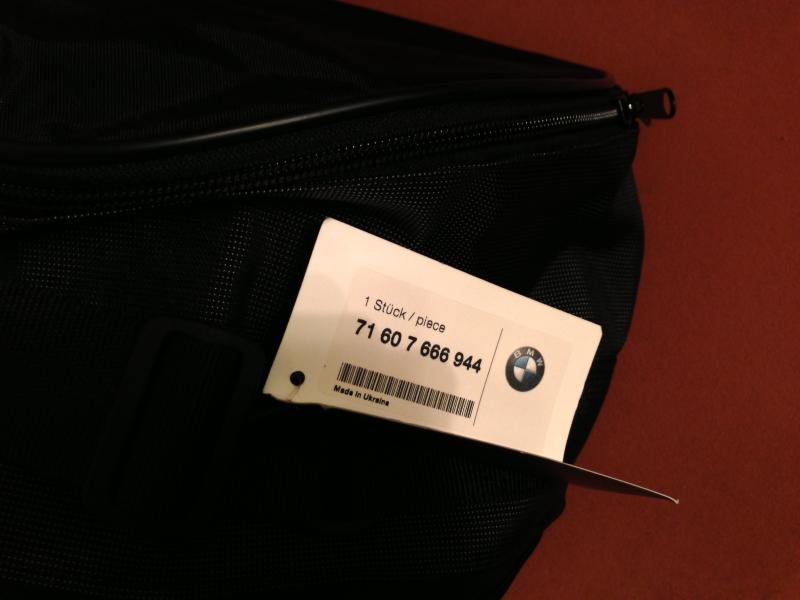 1 Stück / piece
71 60 7 666 944
Made in Ukraine
BMW